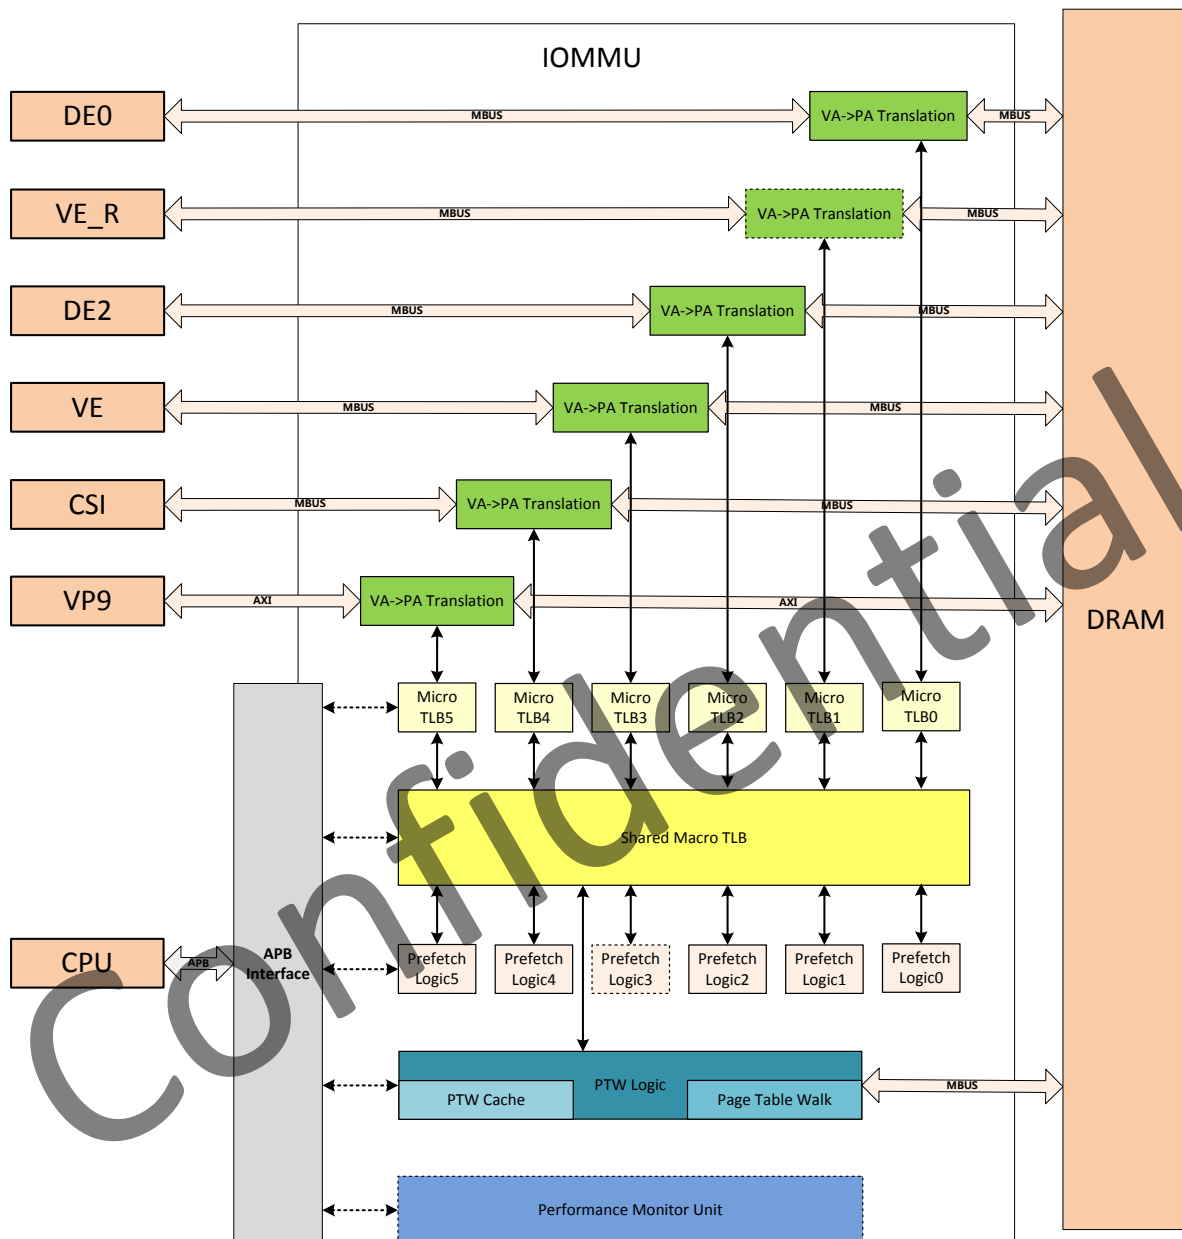 IOMMU
DE0
MBUS
VA->PA Translation
MBUS
VE_R
MBUS
VA->PA Translation
MBUS
DE2
MBUS
VA->PA Translation
MBUS
VE
MBUS
VA->PA Translation
MBUS
CSI
MBUS
VA->PA Translation
MBUS
VP9
AXI
VA->PA Translation
AXI
DRAM
Micro
TLB5
Micro
TLB4
Micro
TLB3
Micro
TLB2
Micro
TLB1
Micro
TLB0
Shared Macro TLB
CPU
APB
APB
Interface
Prefetch
Logic5
Prefetch
Logic4
Prefetch
Logic3
Prefetch
Logic2
Prefetch
Logic1
Prefetch
Logic0
PTW Logic
PTW Cache
Page Table Walk
MBUS
Performance Monitor Unit
Confidential